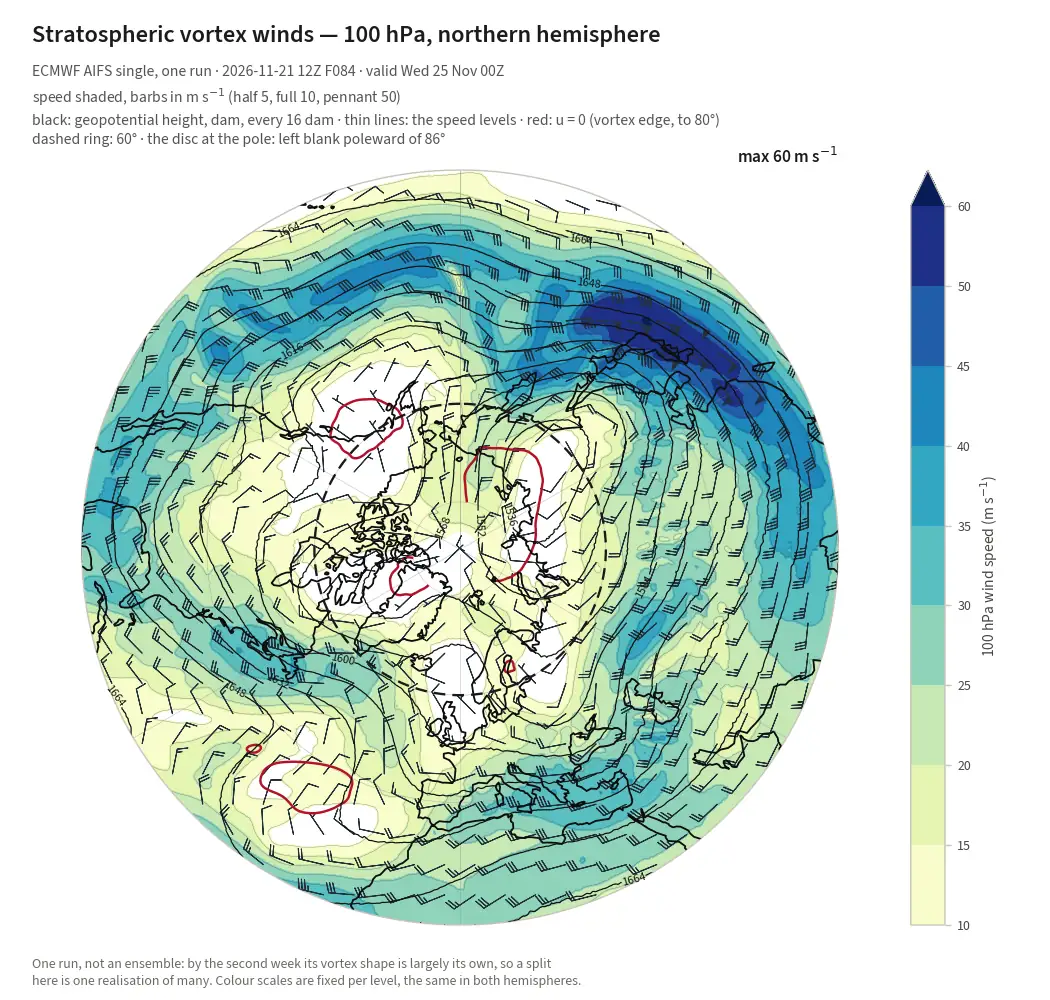 Stratospheric vortex winds — 100 hPa, northern hemisphere
ECMWF AIFS single, one run · 2026-11-21 12Z F084 · valid Wed 25 Nov 00Z
speed shaded, barbs in m s⁻¹ (half 5, full 10, pennant 50)
black: geopotential height, dam, every 16 dam · thin lines: the speed levels · red: u = 0 (vortex edge, to 80°)
dashed ring: 60° · the disc at the pole: left blank poleward of 86°
max 60 m s⁻¹
60
50
45
40
35
30
25
20
15
10
100 hPa wind speed (m s⁻¹)
1664
1648
1616
1536
1552
1600
1648
1664
1664
One run, not an ensemble: by the second week its vortex shape is largely its own, so a split
here is one realisation of many. Colour scales are fixed per level, the same in both hemispheres.